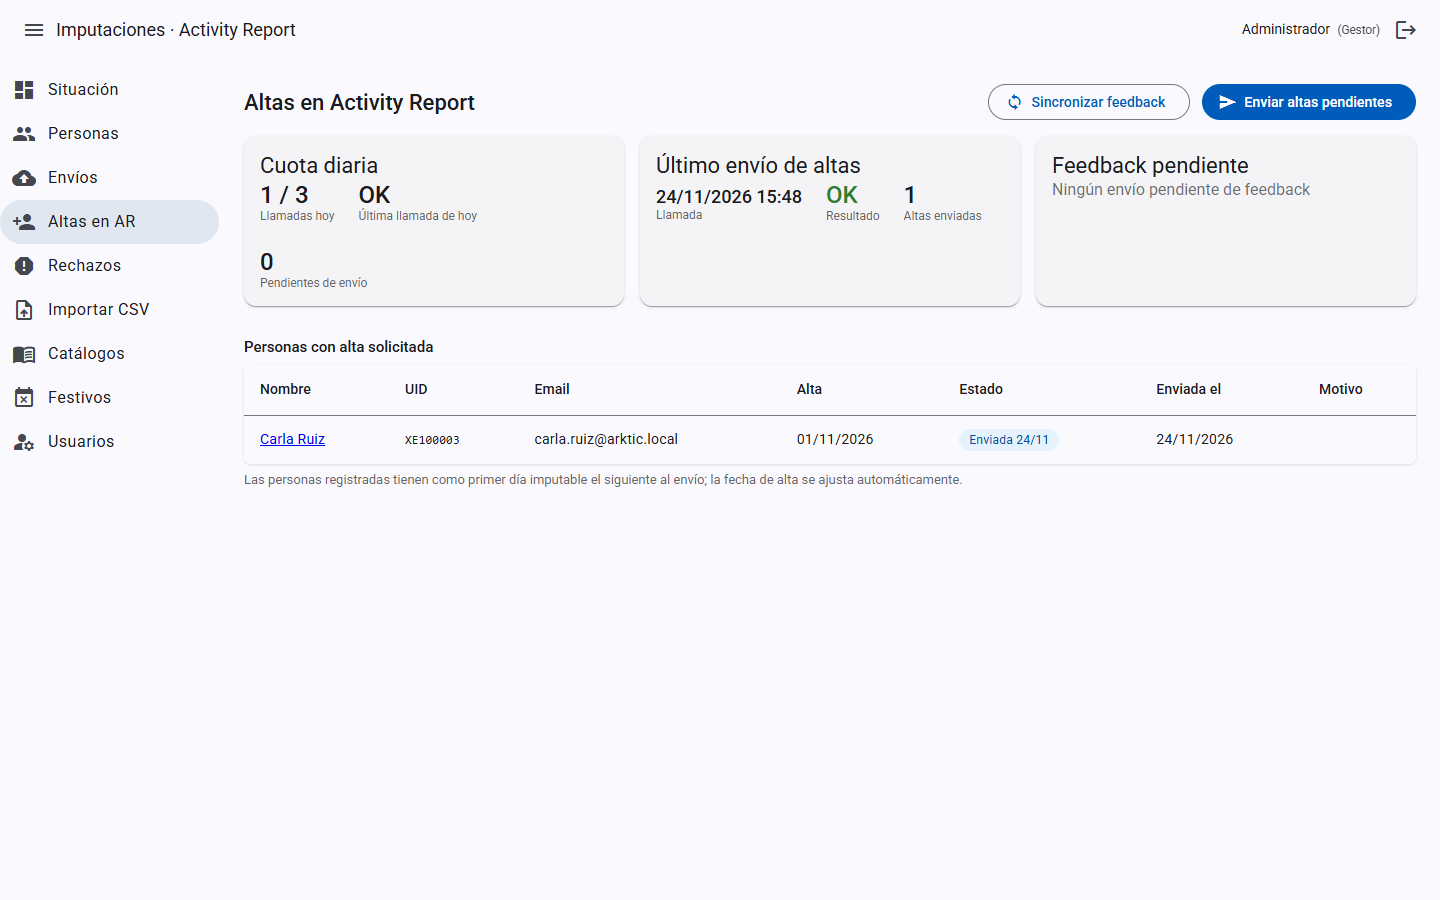 Imputaciones · Activity Report
Administrador (Gestor)
Situación
Personas
Envíos
Altas en AR
Rechazos
Importar CSV
Catálogos
Festivos
Usuarios
Altas en Activity Report
Sincronizar feedback
Enviar altas pendientes
Cuota diaria
1 / 3
Llamadas hoy
OK
Última llamada de hoy
0
Pendientes de envío
Último envío de altas
24/11/2026 15:48
Llamada
OK
Resultado
1
Altas enviadas
Feedback pendiente
Ningún envío pendiente de feedback
Personas con alta solicitada
Nombre UID Email Alta Estado Enviada el Motivo
Carla Ruiz XE100003 carla.ruiz@arktic.local 01/11/2026 Enviada 24/11 24/11/2026
Las personas registradas tienen como primer día imputable el siguiente al envío; la fecha de alta se ajusta automáticamente.